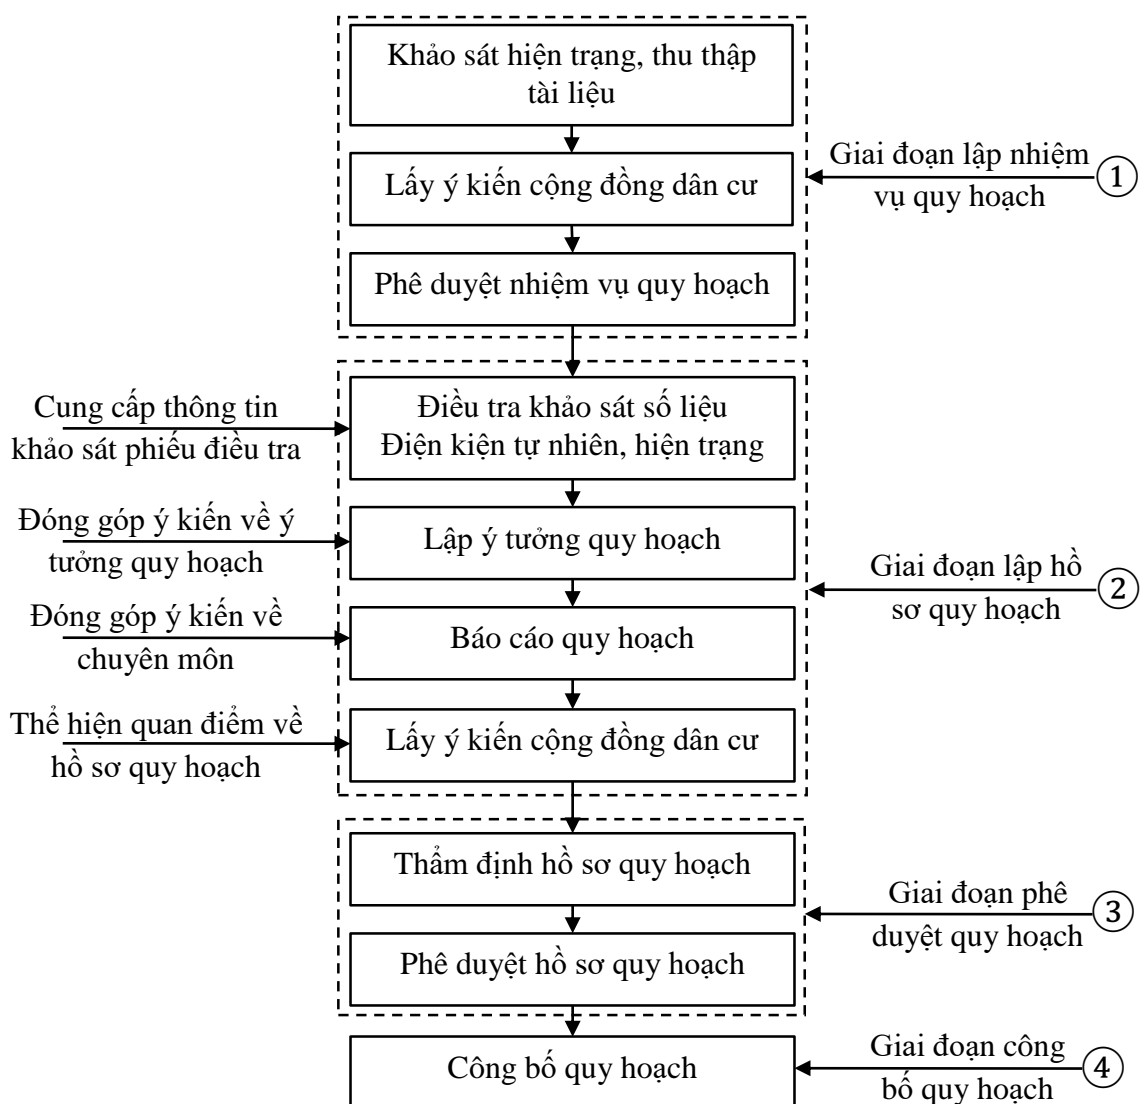 Khảo sát hiện trạng, thu thập
tài liệu
Lấy ý kiến cộng đồng dân cư
Giai đoạn lập nhiệm
vụ quy hoạch
①
Phê duyệt nhiệm vụ quy hoạch
Cung cấp thông tin
khảo sát phiếu điều tra
Điều tra khảo sát số liệu
Điện kiện tự nhiên, hiện trạng
Đóng góp ý kiến về ý
tưởng quy hoạch
Lập ý tưởng quy hoạch
Giai đoạn lập hồ
sơ quy hoạch
②
Đóng góp ý kiến về
chuyên môn
Báo cáo quy hoạch
Thể hiện quan điểm về
hồ sơ quy hoạch
Lấy ý kiến cộng đồng dân cư
Thẩm định hồ sơ quy hoạch
Giai đoạn phê
duyệt quy hoạch
③
Phê duyệt hồ sơ quy hoạch
Công bố quy hoạch
Giai đoạn công
bố quy hoạch
④